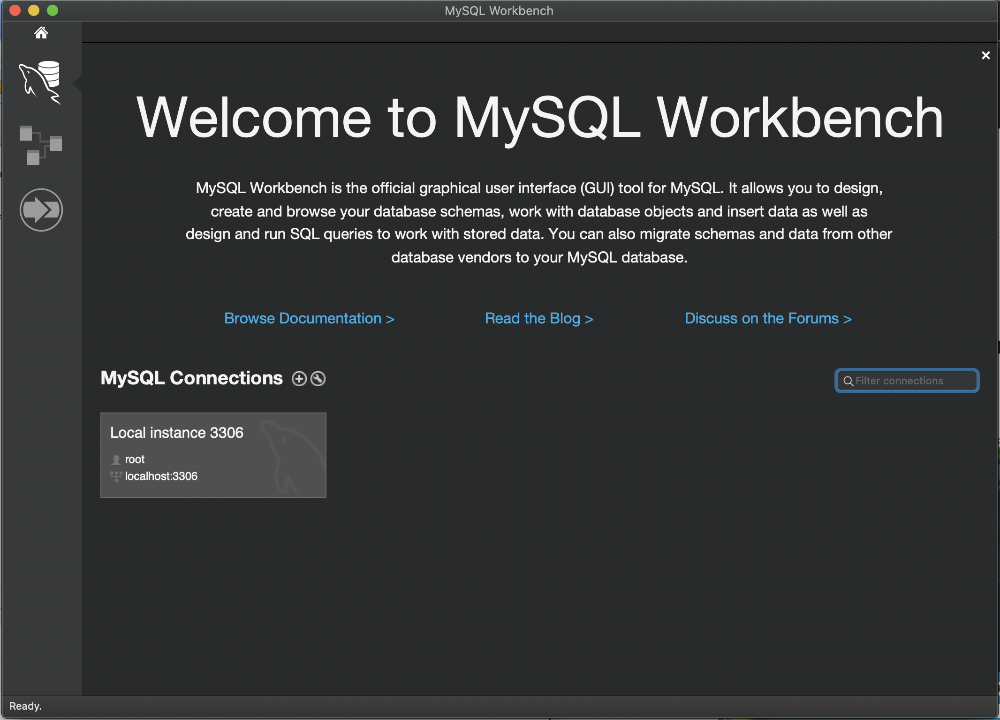 MySQL Workbench
Welcome to MySQL Workbench
MySQL Workbench is the official graphical user interface (GUI) tool for MySQL. It allows you to design,
create and browse your database schemas, work with database objects and insert data as well as
design and run SQL queries to work with stored data. You can also migrate schemas and data from other
database vendors to your MySQL database.
Browse Documentation >
Read the Blog >
Discuss on the Forums >
MySQL Connections
Filter connections
Local instance 3306
root
localhost:3306
Ready.